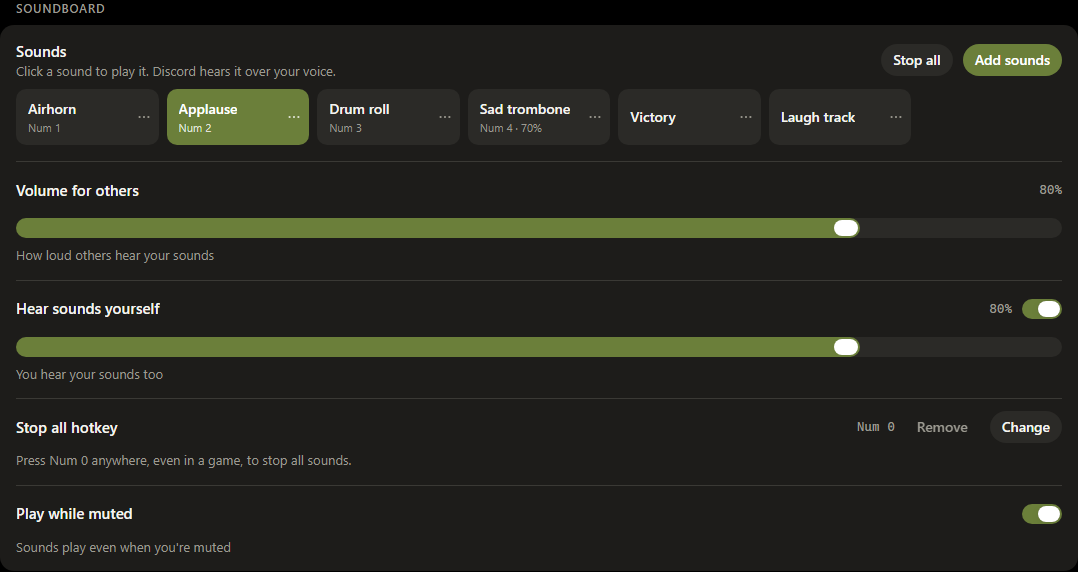 SOUNDBOARD
Sounds
Click a sound to play it. Discord hears it over your voice.
Stop all
Add sounds
Airhorn
Num 1
Applause
Num 2
Drum roll
Num 3
Sad trombone
Num 4 · 70%
Victory
Laugh track
Volume for others
80%
How loud others hear your sounds
Hear sounds yourself
80%
You hear your sounds too
Stop all hotkey
Num 0
Remove
Change
Press Num 0 anywhere, even in a game, to stop all sounds.
Play while muted
Sounds play even when you're muted